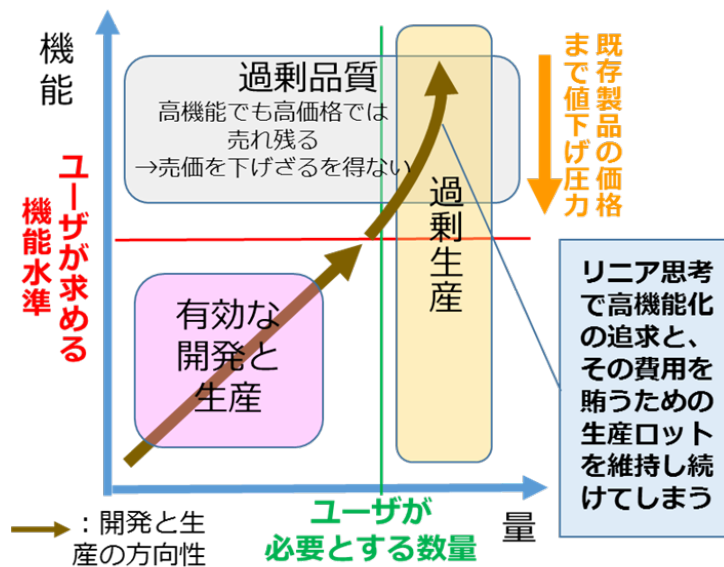 機
能
過剰品質
高機能でも高価格では
売れ残る
→売価を下げざるを得ない
既存製品の価格
まで値下げ圧力
ユーザが求める
機能水準
過剰生産
有効な
開発と
生産
リニア思考
で高機能化
の追求と、
その費用を
賄うための
生産ロット
を維持し続
けてしまう
ユーザが
必要とする数量
量
：開発と生
産の方向性